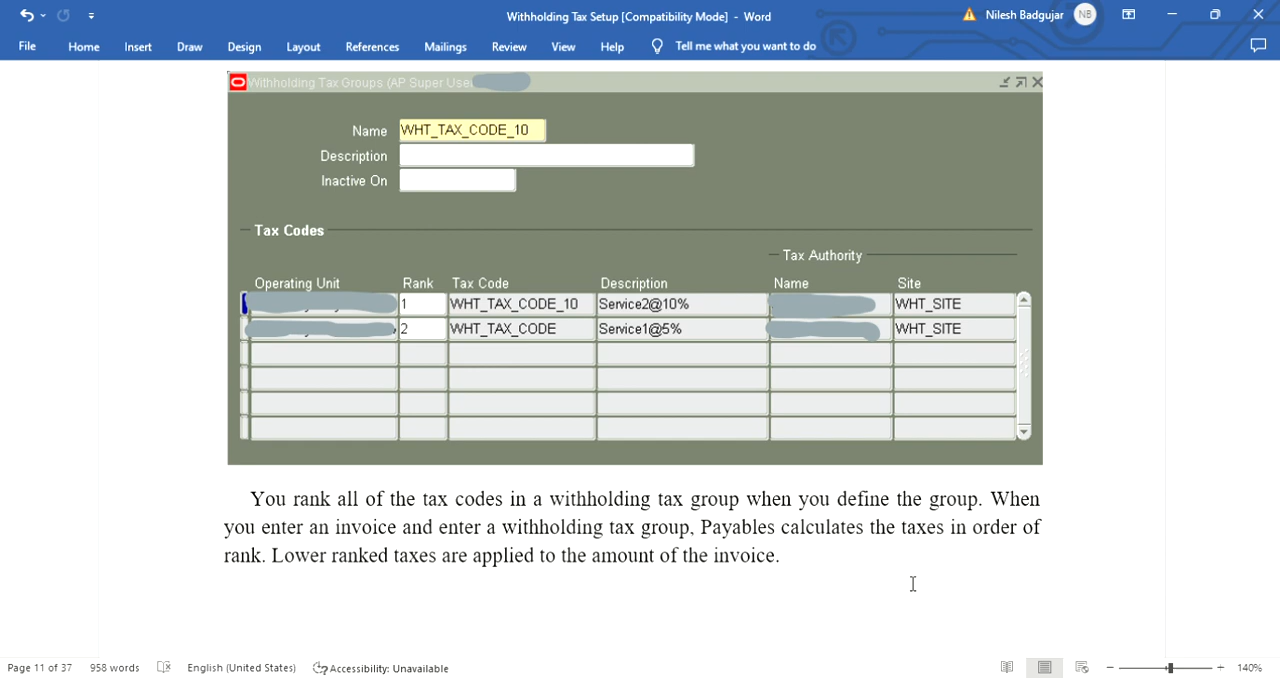 Withholding Tax Setup [Compatibility Mode] - Word
Nilesh Badgujar NB
File Home Insert Draw Design Layout References Mailings Review View Help Tell me what you want to do
Withholding Tax Groups (AP Super User
Name WHT_TAX_CODE_10
Description
Inactive On
Tax Codes
Tax Authority
Operating Unit Rank Tax Code Description Name Site
1 WHT_TAX_CODE_10 Service2@10% WHT_SITE
2 WHT_TAX_CODE Service1@5% WHT_SITE
You rank all of the tax codes in a withholding tax group when you define the group. When
you enter an invoice and enter a withholding tax group, Payables calculates the taxes in order of
rank. Lower ranked taxes are applied to the amount of the invoice.
Page 11 of 37 958 words English (United States) Accessibility: Unavailable 140%